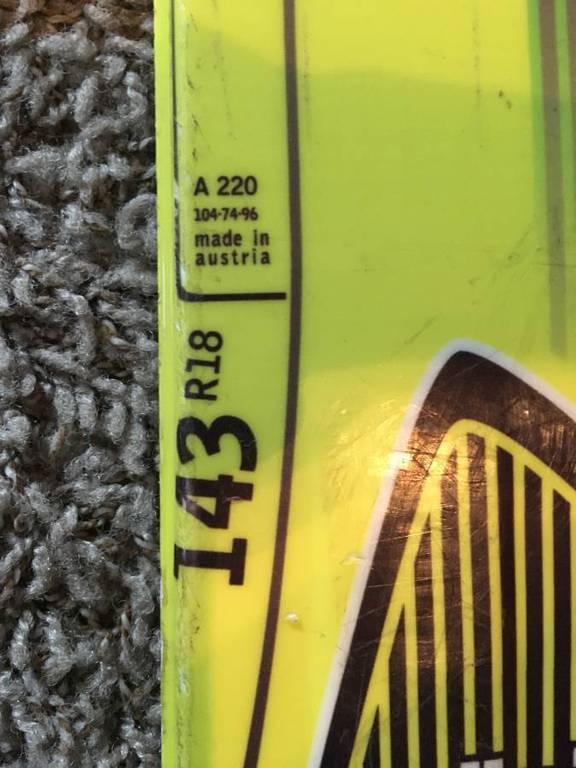 A 220
104-74-96
made in
austria
143 R18